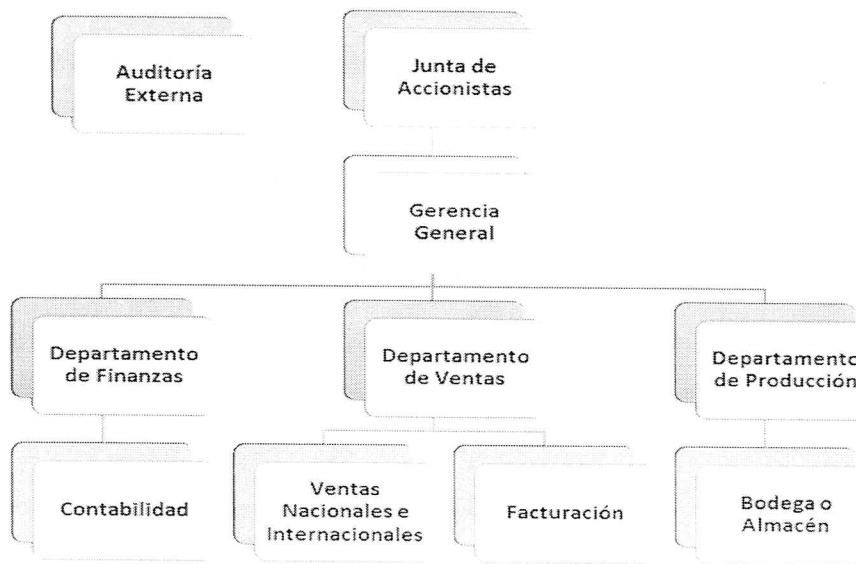 Auditoría
Externa
Junta de
Accionistas
Gerencia
General
Departamento
de Finanzas
Departamento
de Ventas
Departamento
de Producción
Contabilidad
Ventas
Nacionales e
Internacionales
Facturación
Bodega o
Almacén